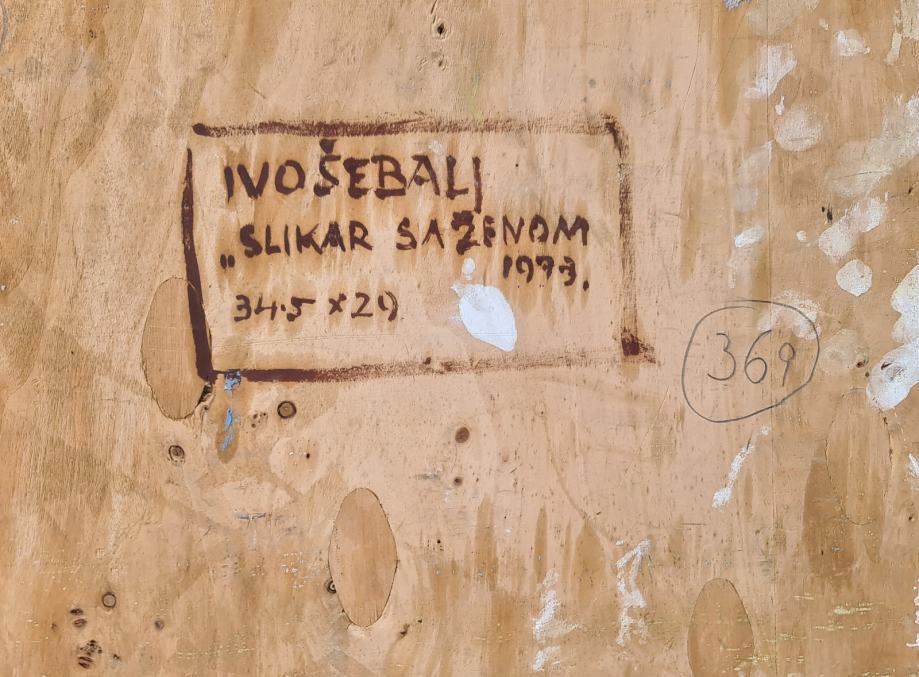 IVO ŠEBALJ
„SLIKAR SA ŽENOM
1973.
34.5 x 29
369